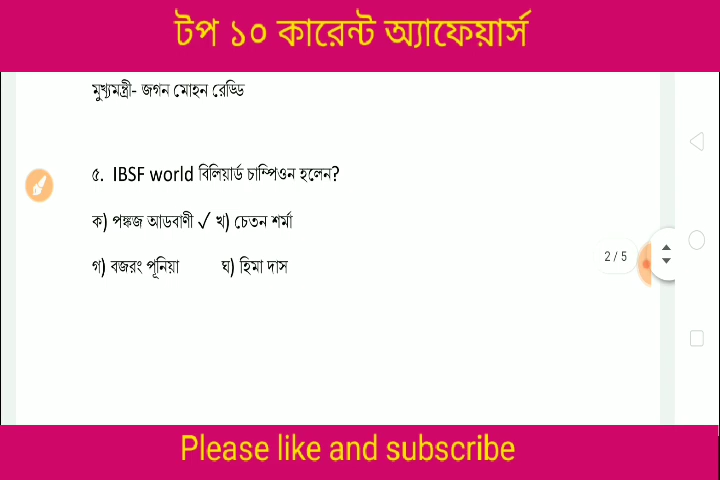 টপ ১০ কারেন্ট অ্যাফেয়ার্স
মুখ্যমন্ত্রী- জগন মোহন রেড্ডি
৫. IBSF world বিলিয়ার্ড চাম্পিওন হলেন?
ক) পঙ্কজ আডবাণী ✓ খ) চেতন শর্মা
গ) বজরং পূনিয়া ঘ) হিমা দাস
2 / 5
Please like and subscribe